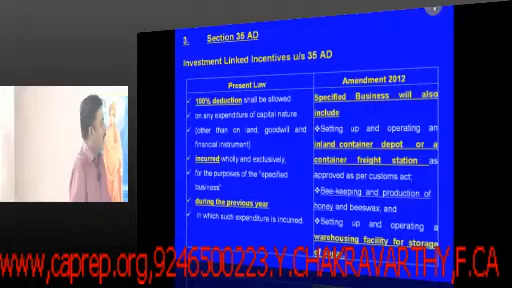 3. Section 35 AD
Investment Linked Incentives u/s 35 AD
Present Law
✓ 100% deduction shall be allowed
✓ on any expenditure of capital nature
✓ (other than on land, goodwill and
financial instrument)
✓ incurred wholly and exclusively,
✓ for the purposes of the "specified
business"
✓ during the previous year
✓ in which such expenditure is incurred.
Amendment 2012
Specified Business will also
include
❖Setting up and operating an
inland container depot or a
container freight station as
approved as per customs act;
❖Bee-keeping and production of
honey and beeswax; and
❖Setting up and operating a
warehousing facility for storage
of sugar.
www,caprep.org,9246500223.Y.CHAKRAVARTHY,F.CA